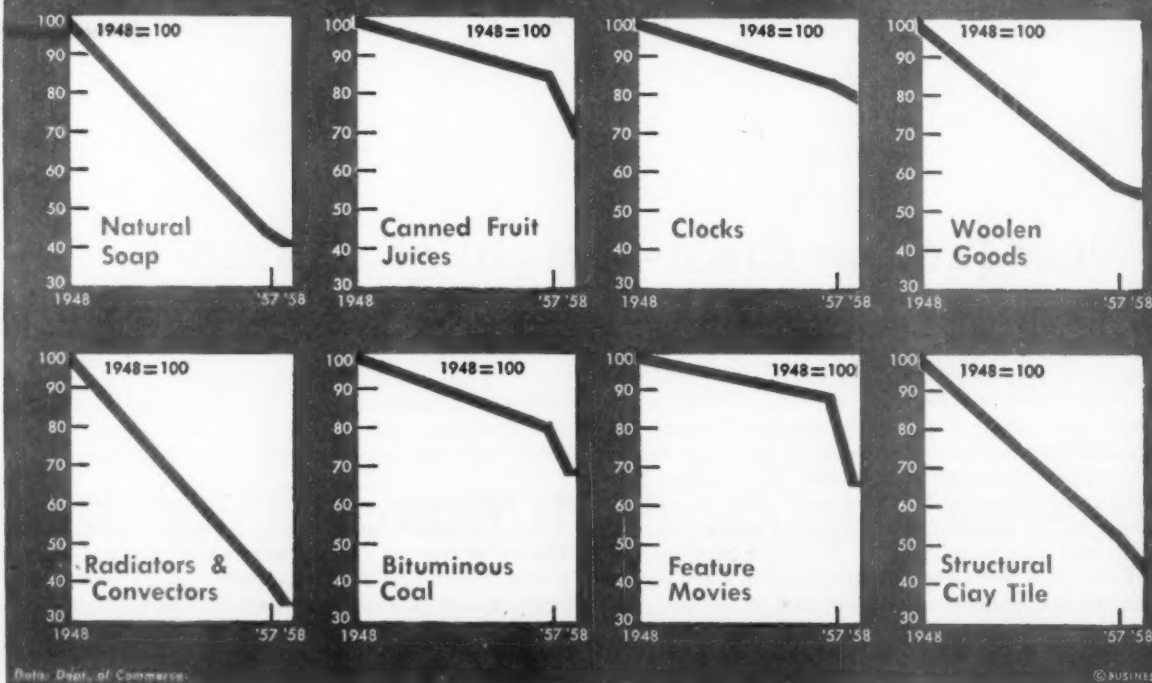 1948=100
100
90
80
70
60
50
40
30
Natural
Soap
1948 '57 '58
1948=100
100
90
80
70
60
50
40
30
Canned Fruit
Juices
1948 '57 '58
1948=100
100
90
80
70
60
50
40
30
Clocks
1948 '57 '58
1948=100
100
90
80
70
60
50
40
30
Woolen
Goods
1948 '57 '58
1948=100
100
90
80
70
60
50
40
30
Radiators &
Convectors
1948 '57 '58
1948=100
100
90
80
70
60
50
40
30
Bituminous
Coal
1948 '57 '58
1948=100
100
90
80
70
60
50
40
30
Feature
Movies
1948 '57 '58
1948=100
100
90
80
70
60
50
40
30
Structural
Clay Tile
1948 '57 '58
Data: Dept. of Commerce
©BUSINES